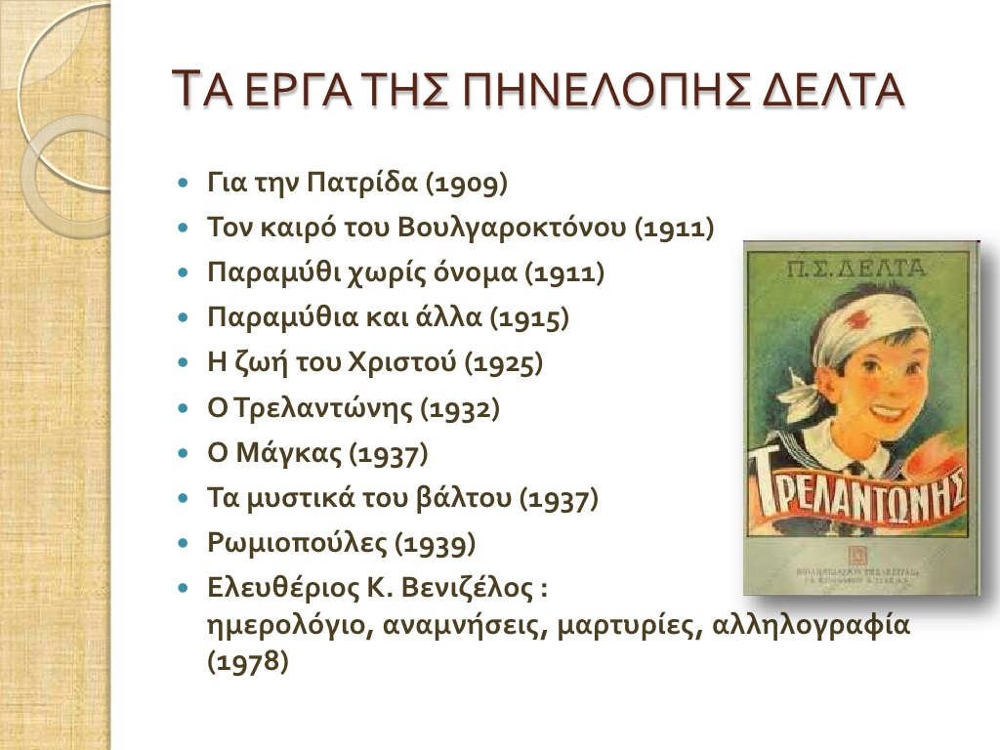 ΤΑ ΕΡΓΑ ΤΗΣ ΠΗΝΕΛΟΠΗΣ ΔΕΛΤΑ
• Για την Πατρίδα (1909)
• Τον καιρό του Βουλγαροκτόνου (1911)
• Παραμύθι χωρίς όνομα (1911)
• Παραμύθια και άλλα (1915)
• Η ζωή του Χριστού (1925)
• Ο Τρελαντώνης (1932)
• Ο Μάγκας (1937)
• Τα μυστικά του βάλτου (1937)
• Ρωμιοπούλες (1939)
• Ελευθέριος Κ. Βενιζέλος :
ημερολόγιο, αναμνήσεις, μαρτυρίες, αλληλογραφία
(1978)
Π.Σ.ΔΕΛΤΑ
ΤΡΕΛΑΝΤΩΝΗΣ